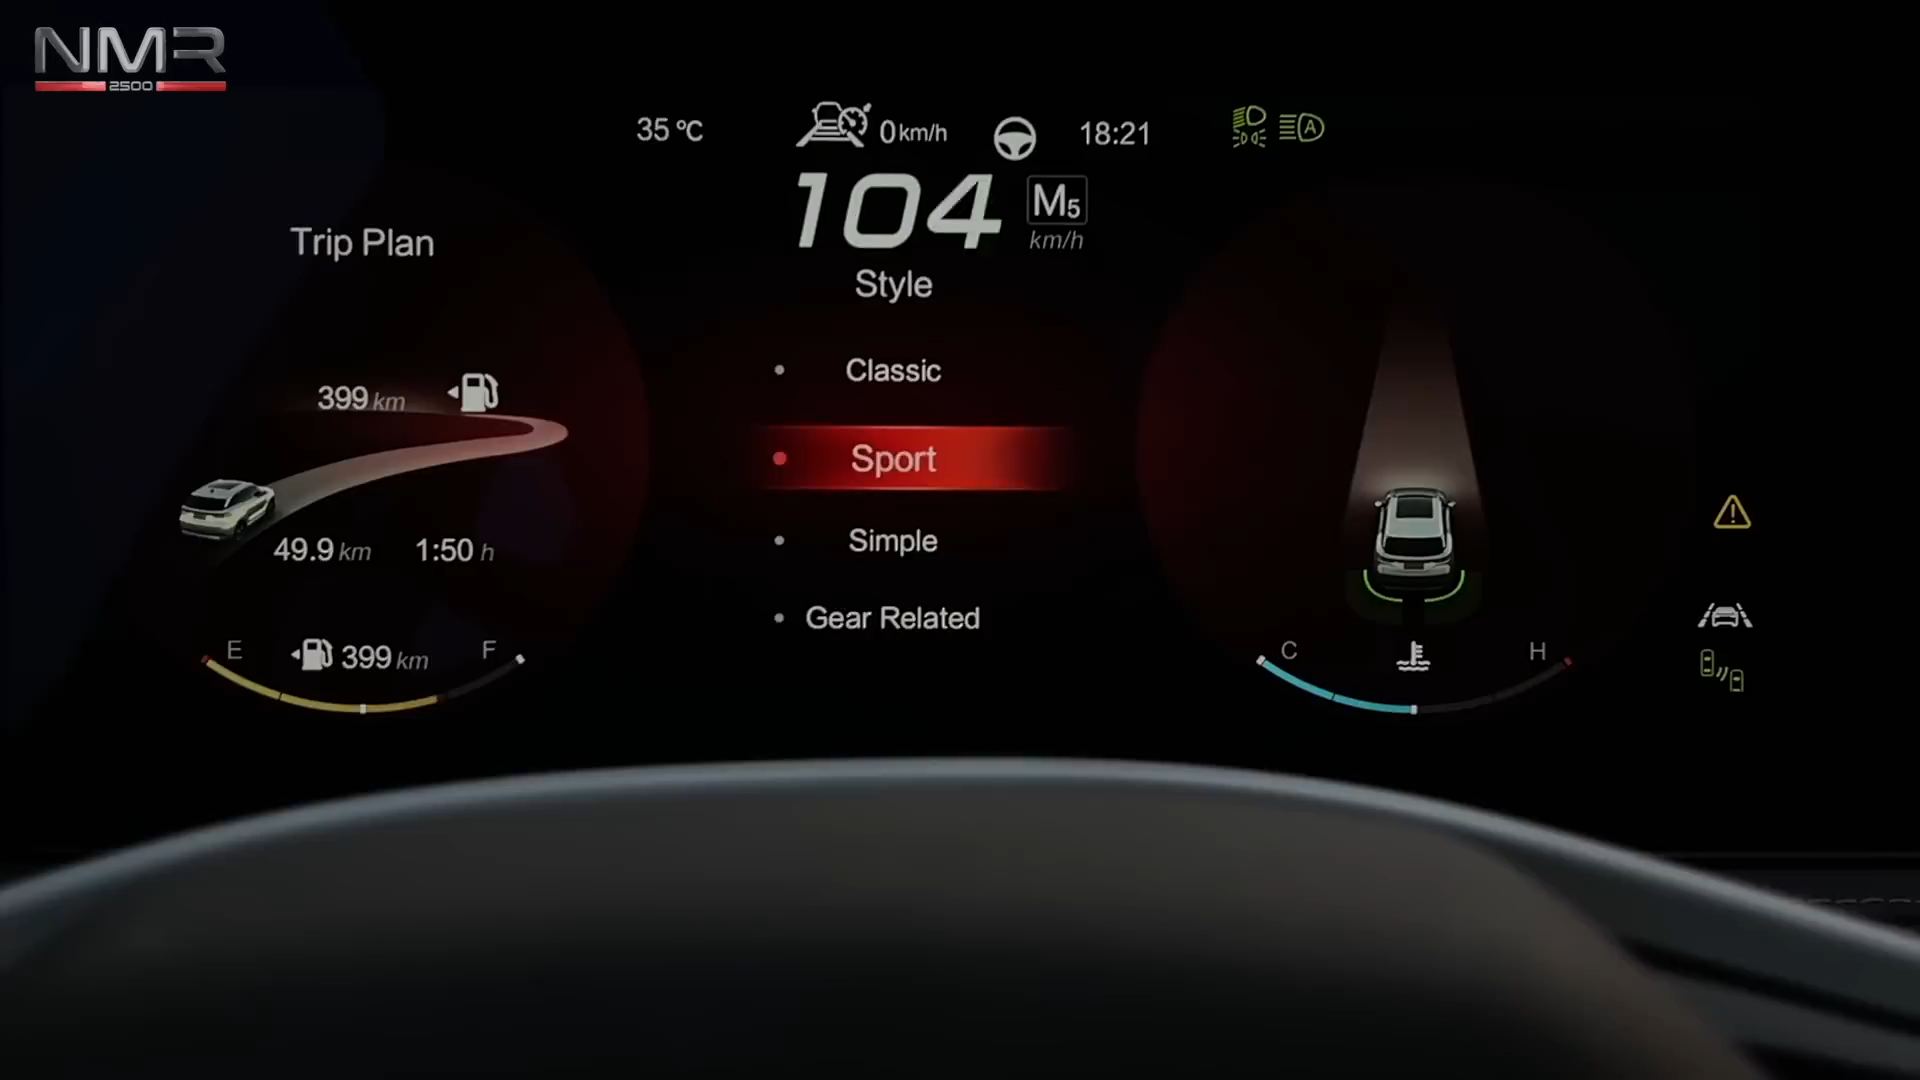 NMR
2500
35 °C
0 km/h
18:21
A
104
M5
km/h
Trip Plan
Style
Classic
399 km
Sport
49.9 km
1:50 h
Simple
Gear Related
E
399 km
F
C
H